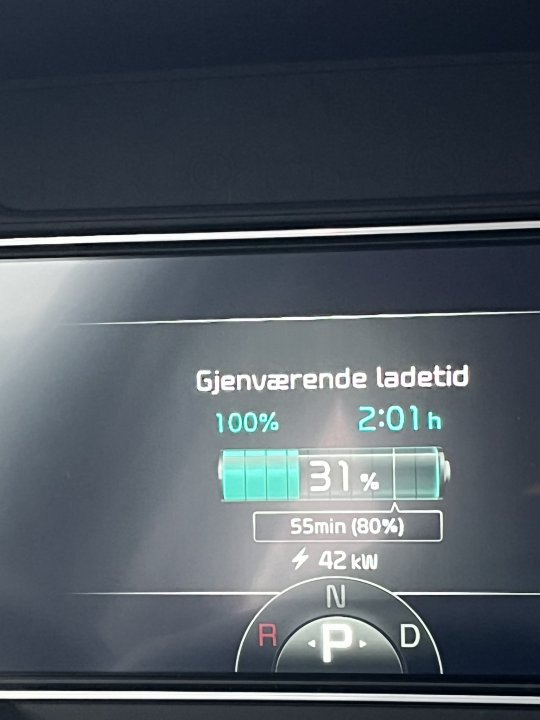 Gjenværende ladetid
100% 2:01 h
31 %
55min (80%)
42 kW
N
R P D